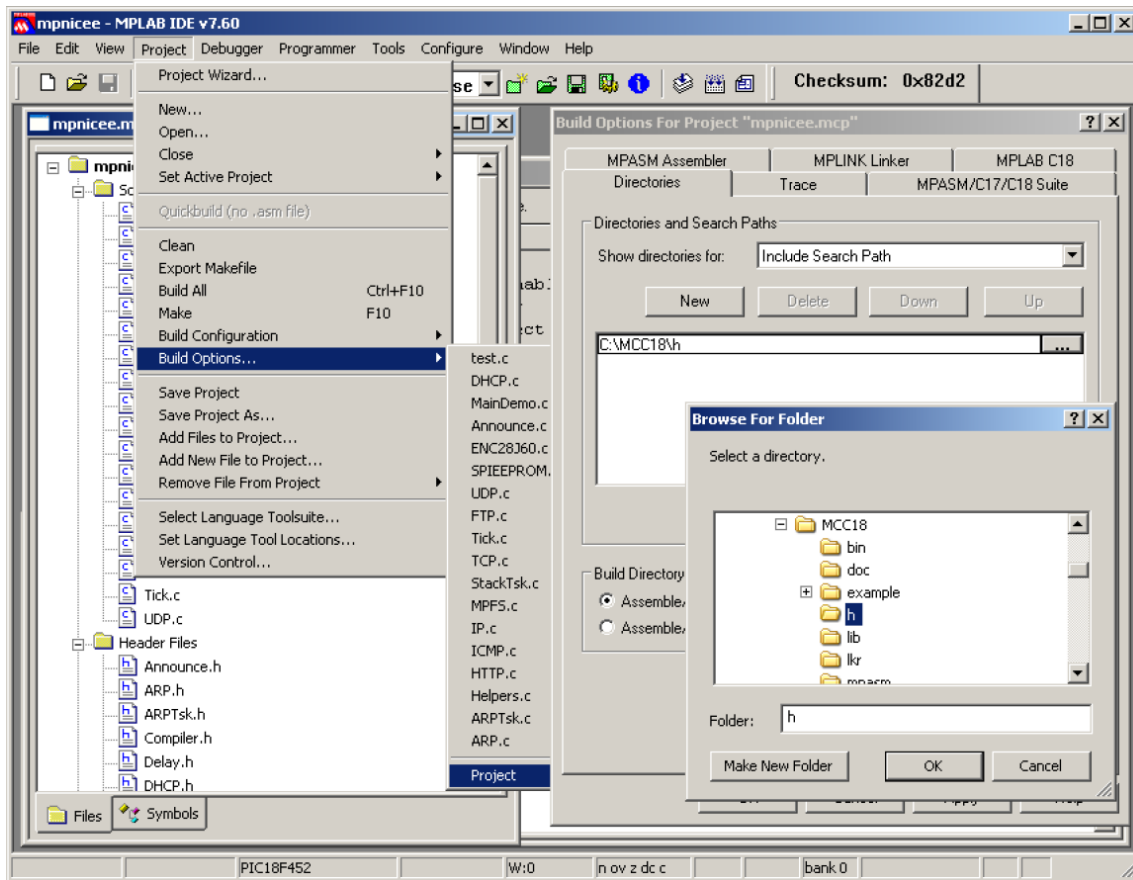 mpnicee - MPLAB IDE v7.60
File Edit View Project Debugger Programmer Tools Configure Window Help
Checksum: 0x82d2
Project Wizard...
New...
Open...
Close
Set Active Project
Quickbuild (no .asm file)
Clean
Export Makefile
Build All Ctrl+F10
Make F10
Build Configuration
Build Options...
Save Project
Save Project As...
Add Files to Project...
Add New File to Project...
Remove File From Project
Select Language Toolsuite...
Set Language Tool Locations...
Version Control...
test.c
DHCP.c
MainDemo.c
Announce.c
ENC28J60.c
SPIEEPROM.
UDP.c
FTP.c
Tick.c
TCP.c
StackTsk.c
MPFS.c
IP.c
ICMP.c
HTTP.c
Helpers.c
ARPTsk.c
ARP.c
Project
mpnicee.m
mpni
Sc
Tick.c
UDP.c
Header Files
Announce.h
ARP.h
ARPTsk.h
Compiler.h
Delay.h
DHCP.h
Files Symbols
Build Options For Project "mpnicee.mcp"
MPASM Assembler MPLINK Linker MPLAB C18
Directories Trace MPASM/C17/C18 Suite
Directories and Search Paths
Show directories for: Include Search Path
New Delete Down Up
C:\MCC18\h ...
Build Directory
Assemble/
Assemble/
Browse For Folder
Select a directory.
MCC18
bin
doc
example
h
lib
lkr
mpasm
Folder: h
Make New Folder OK Cancel
PIC18F452 W:0 n ov z dc c bank 0